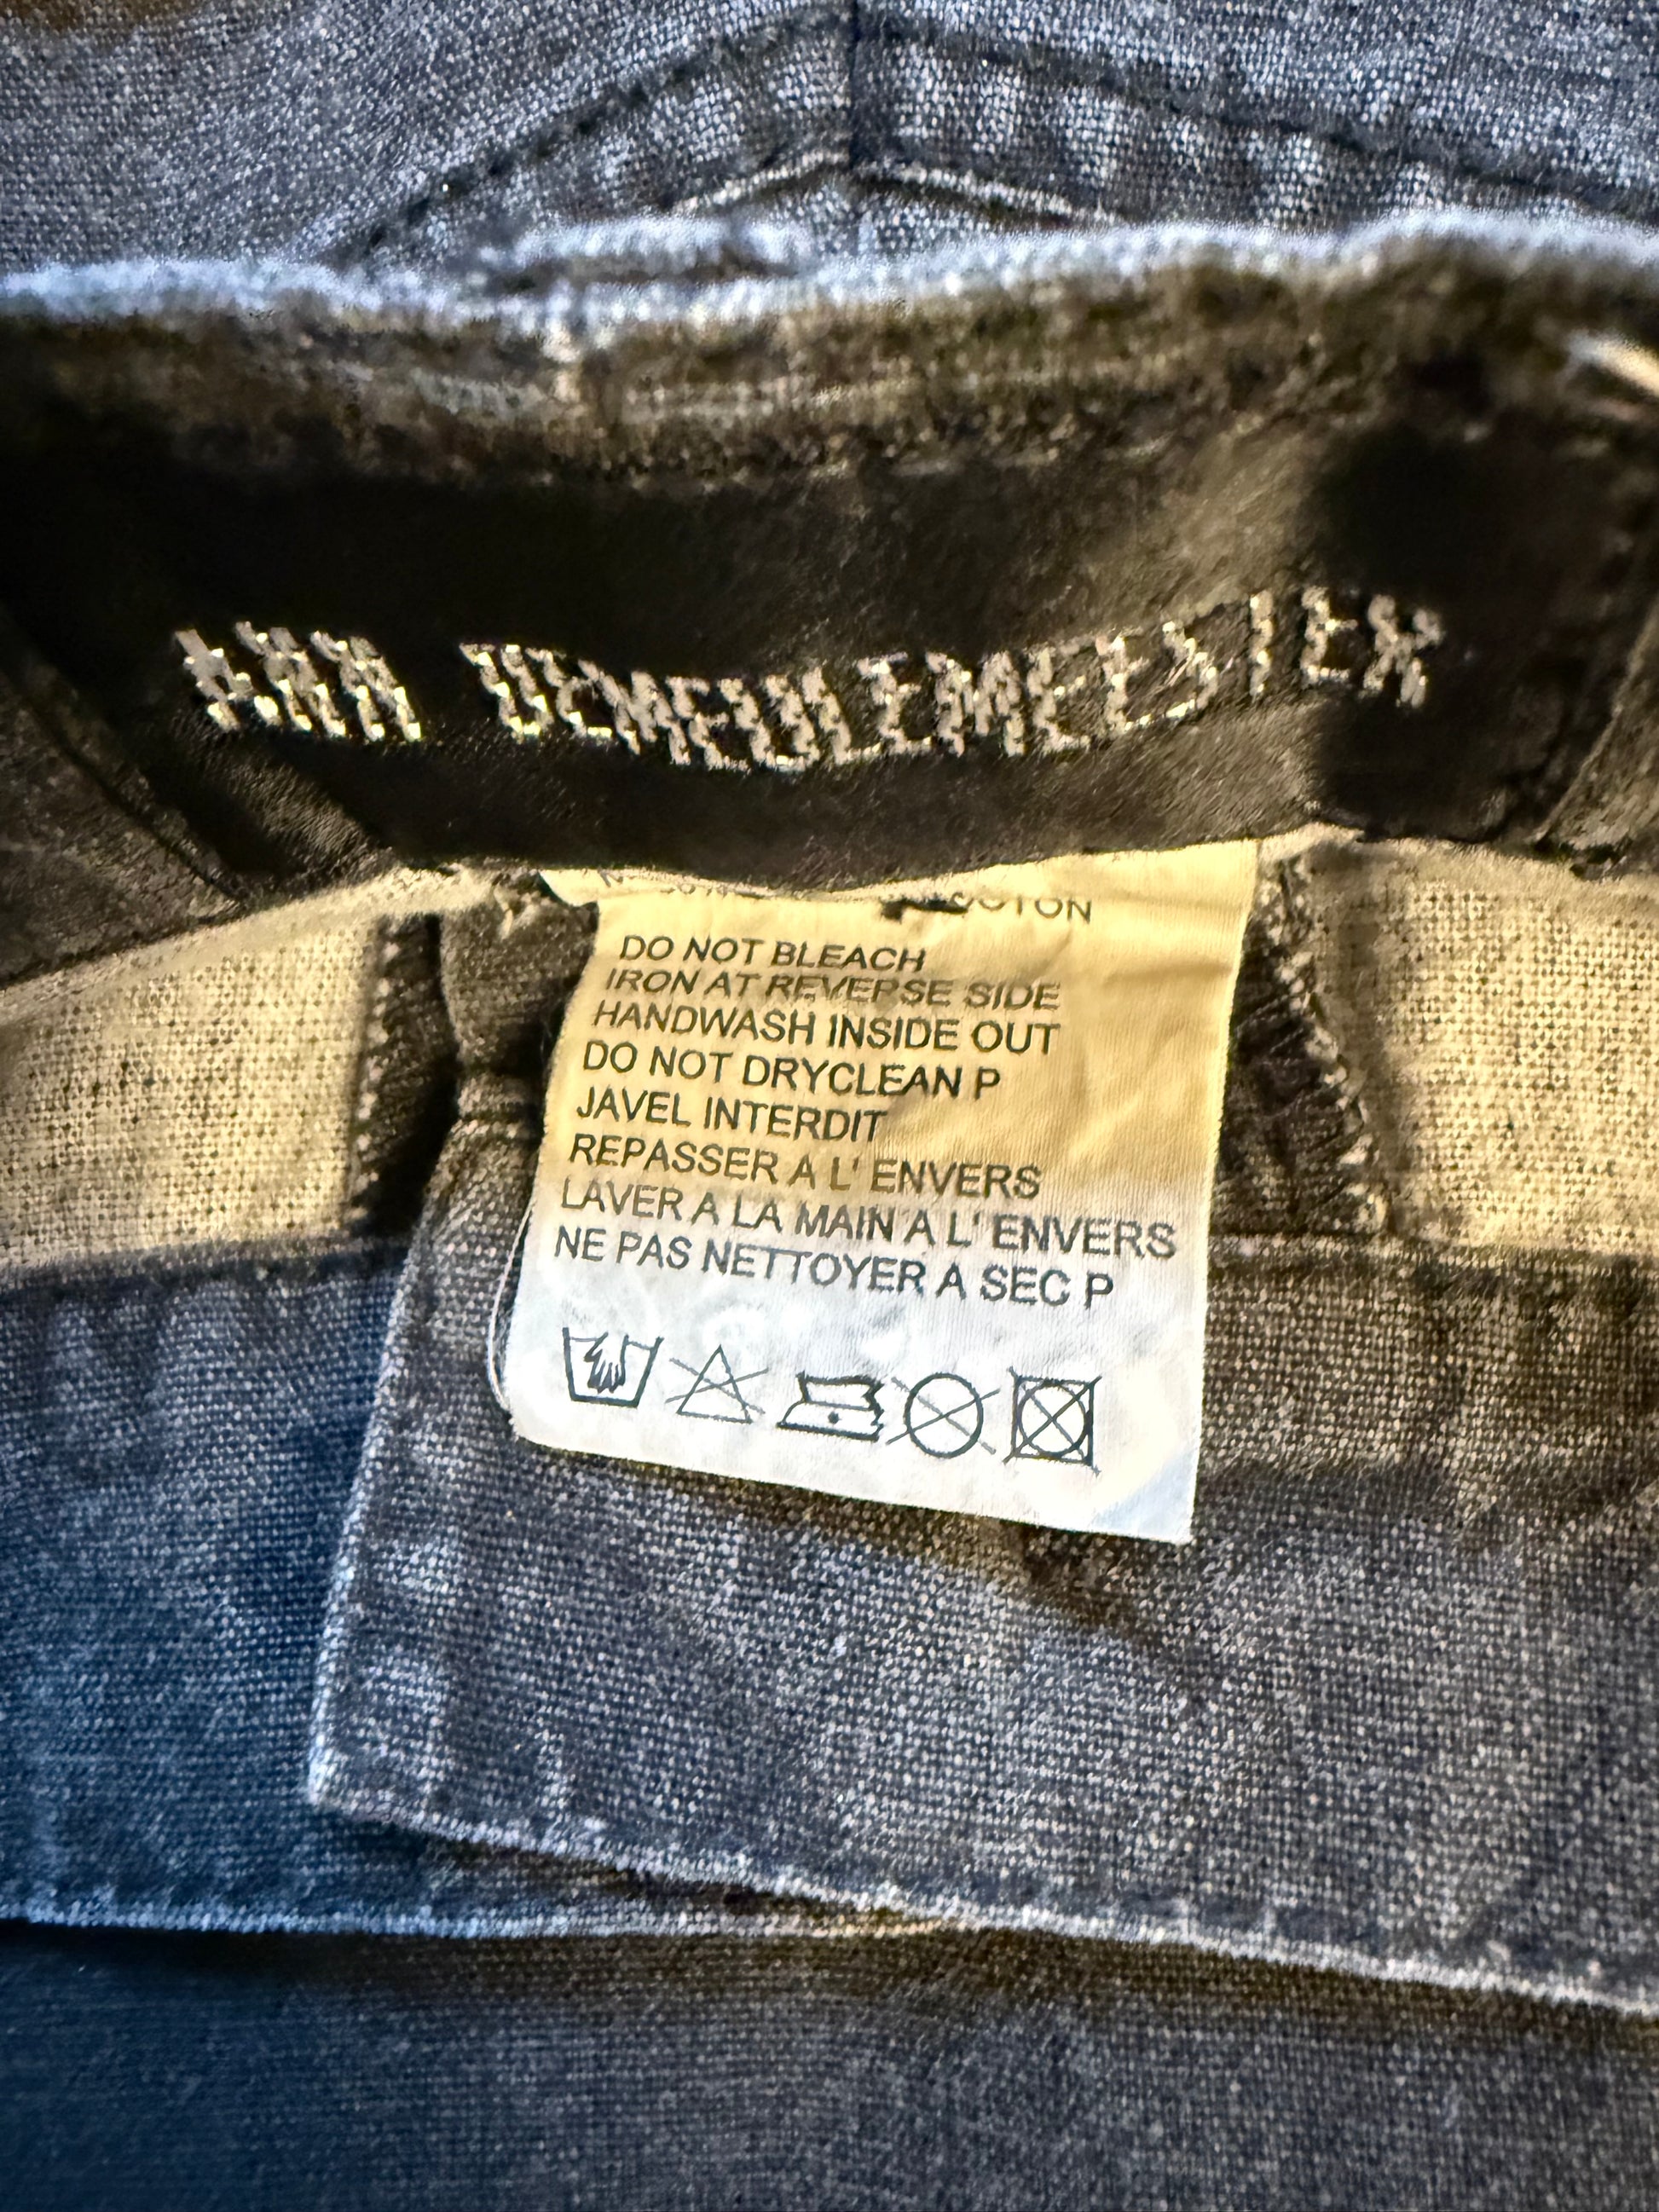 ANN DEMEULEMEESTER
COTON
DO NOT BLEACH
IRON AT REVERSE SIDE
HANDWASH INSIDE OUT
DO NOT DRYCLEAN P
JAVEL INTERDIT
REPASSER A L' ENVERS
LAVER A LA MAIN A L' ENVERS
NE PAS NETTOYER A SEC P